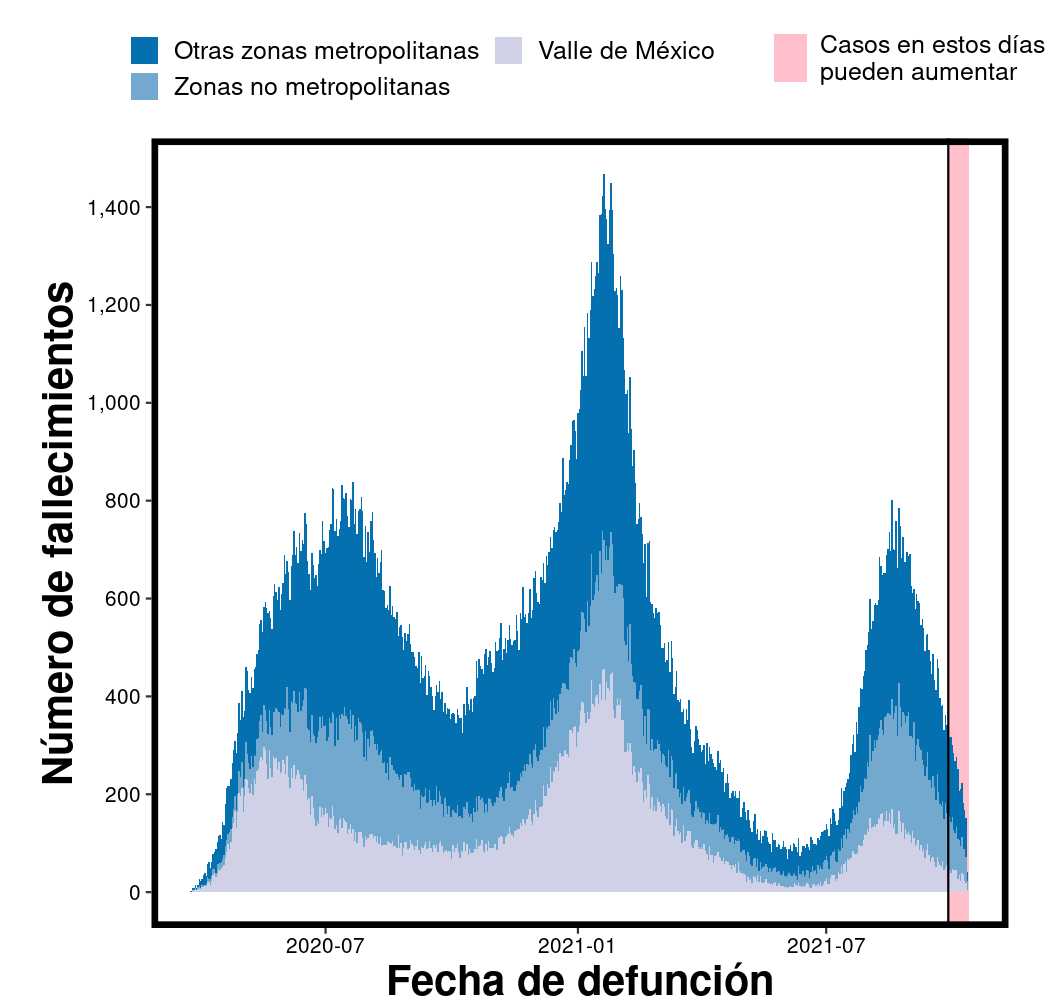 Otras zonas metropolitanas
Zonas no metropolitanas
Valle de México
Casos en estos días
pueden aumentar
Número de fallecimientos
1,400
1,200
1,000
800
600
400
200
0
2020-07
2021-01
2021-07
Fecha de defunción